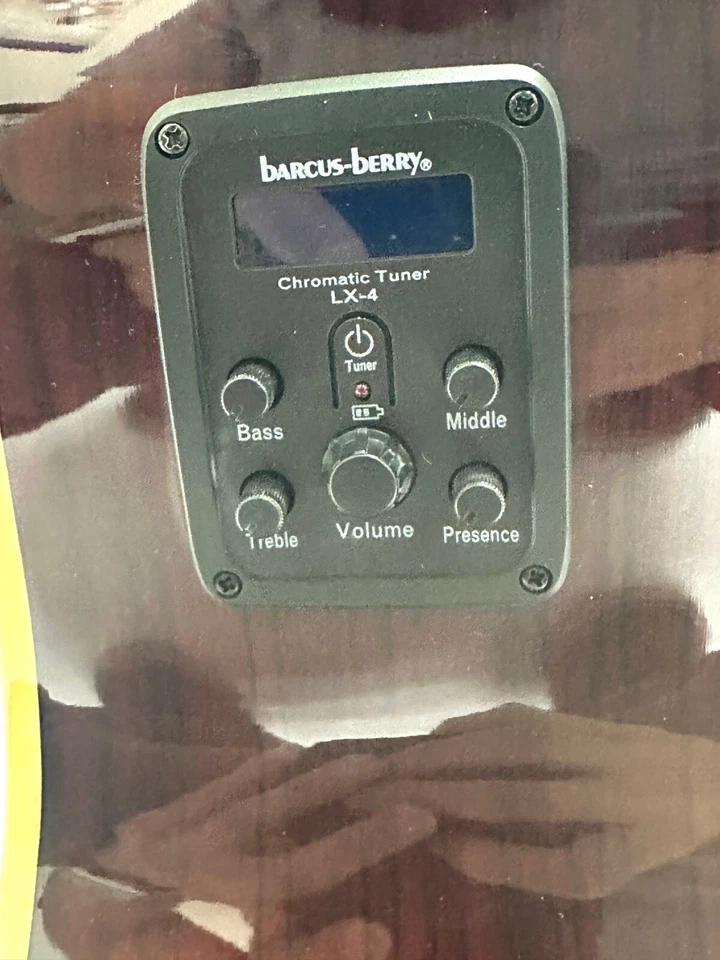 barcus-berry®
Chromatic Tuner
LX-4
Tuner
Bass
Middle
Treble
Volume
Presence